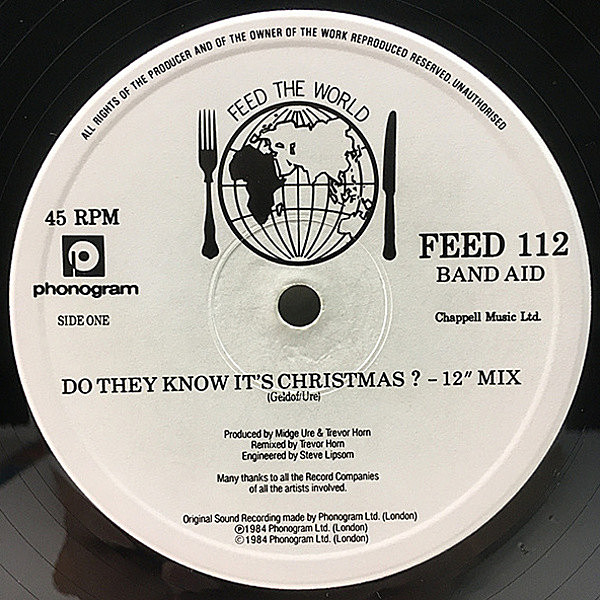 ALL RIGHTS OF THE PRODUCER AND OF THE OWNER OF THE WORK REPRODUCED RESERVED. UNAUTHORISED
FEED THE WORLD
45 RPM
phonogram
SIDE ONE
FEED 112
BAND AID
Chappell Music Ltd.
DO THEY KNOW IT'S CHRISTMAS ? – 12″ MIX
(Geldof/Ure)
Produced by Midge Ure & Trevor Horn
Remixed by Trevor Horn
Engineered by Steve Lipsom
Many thanks to all the Record Companies
of all the artists involved.
Original Sound Recording made by Phonogram Ltd. (London)
℗1984 Phonogram Ltd. (London)
©1984 Phonogram Ltd. (London)